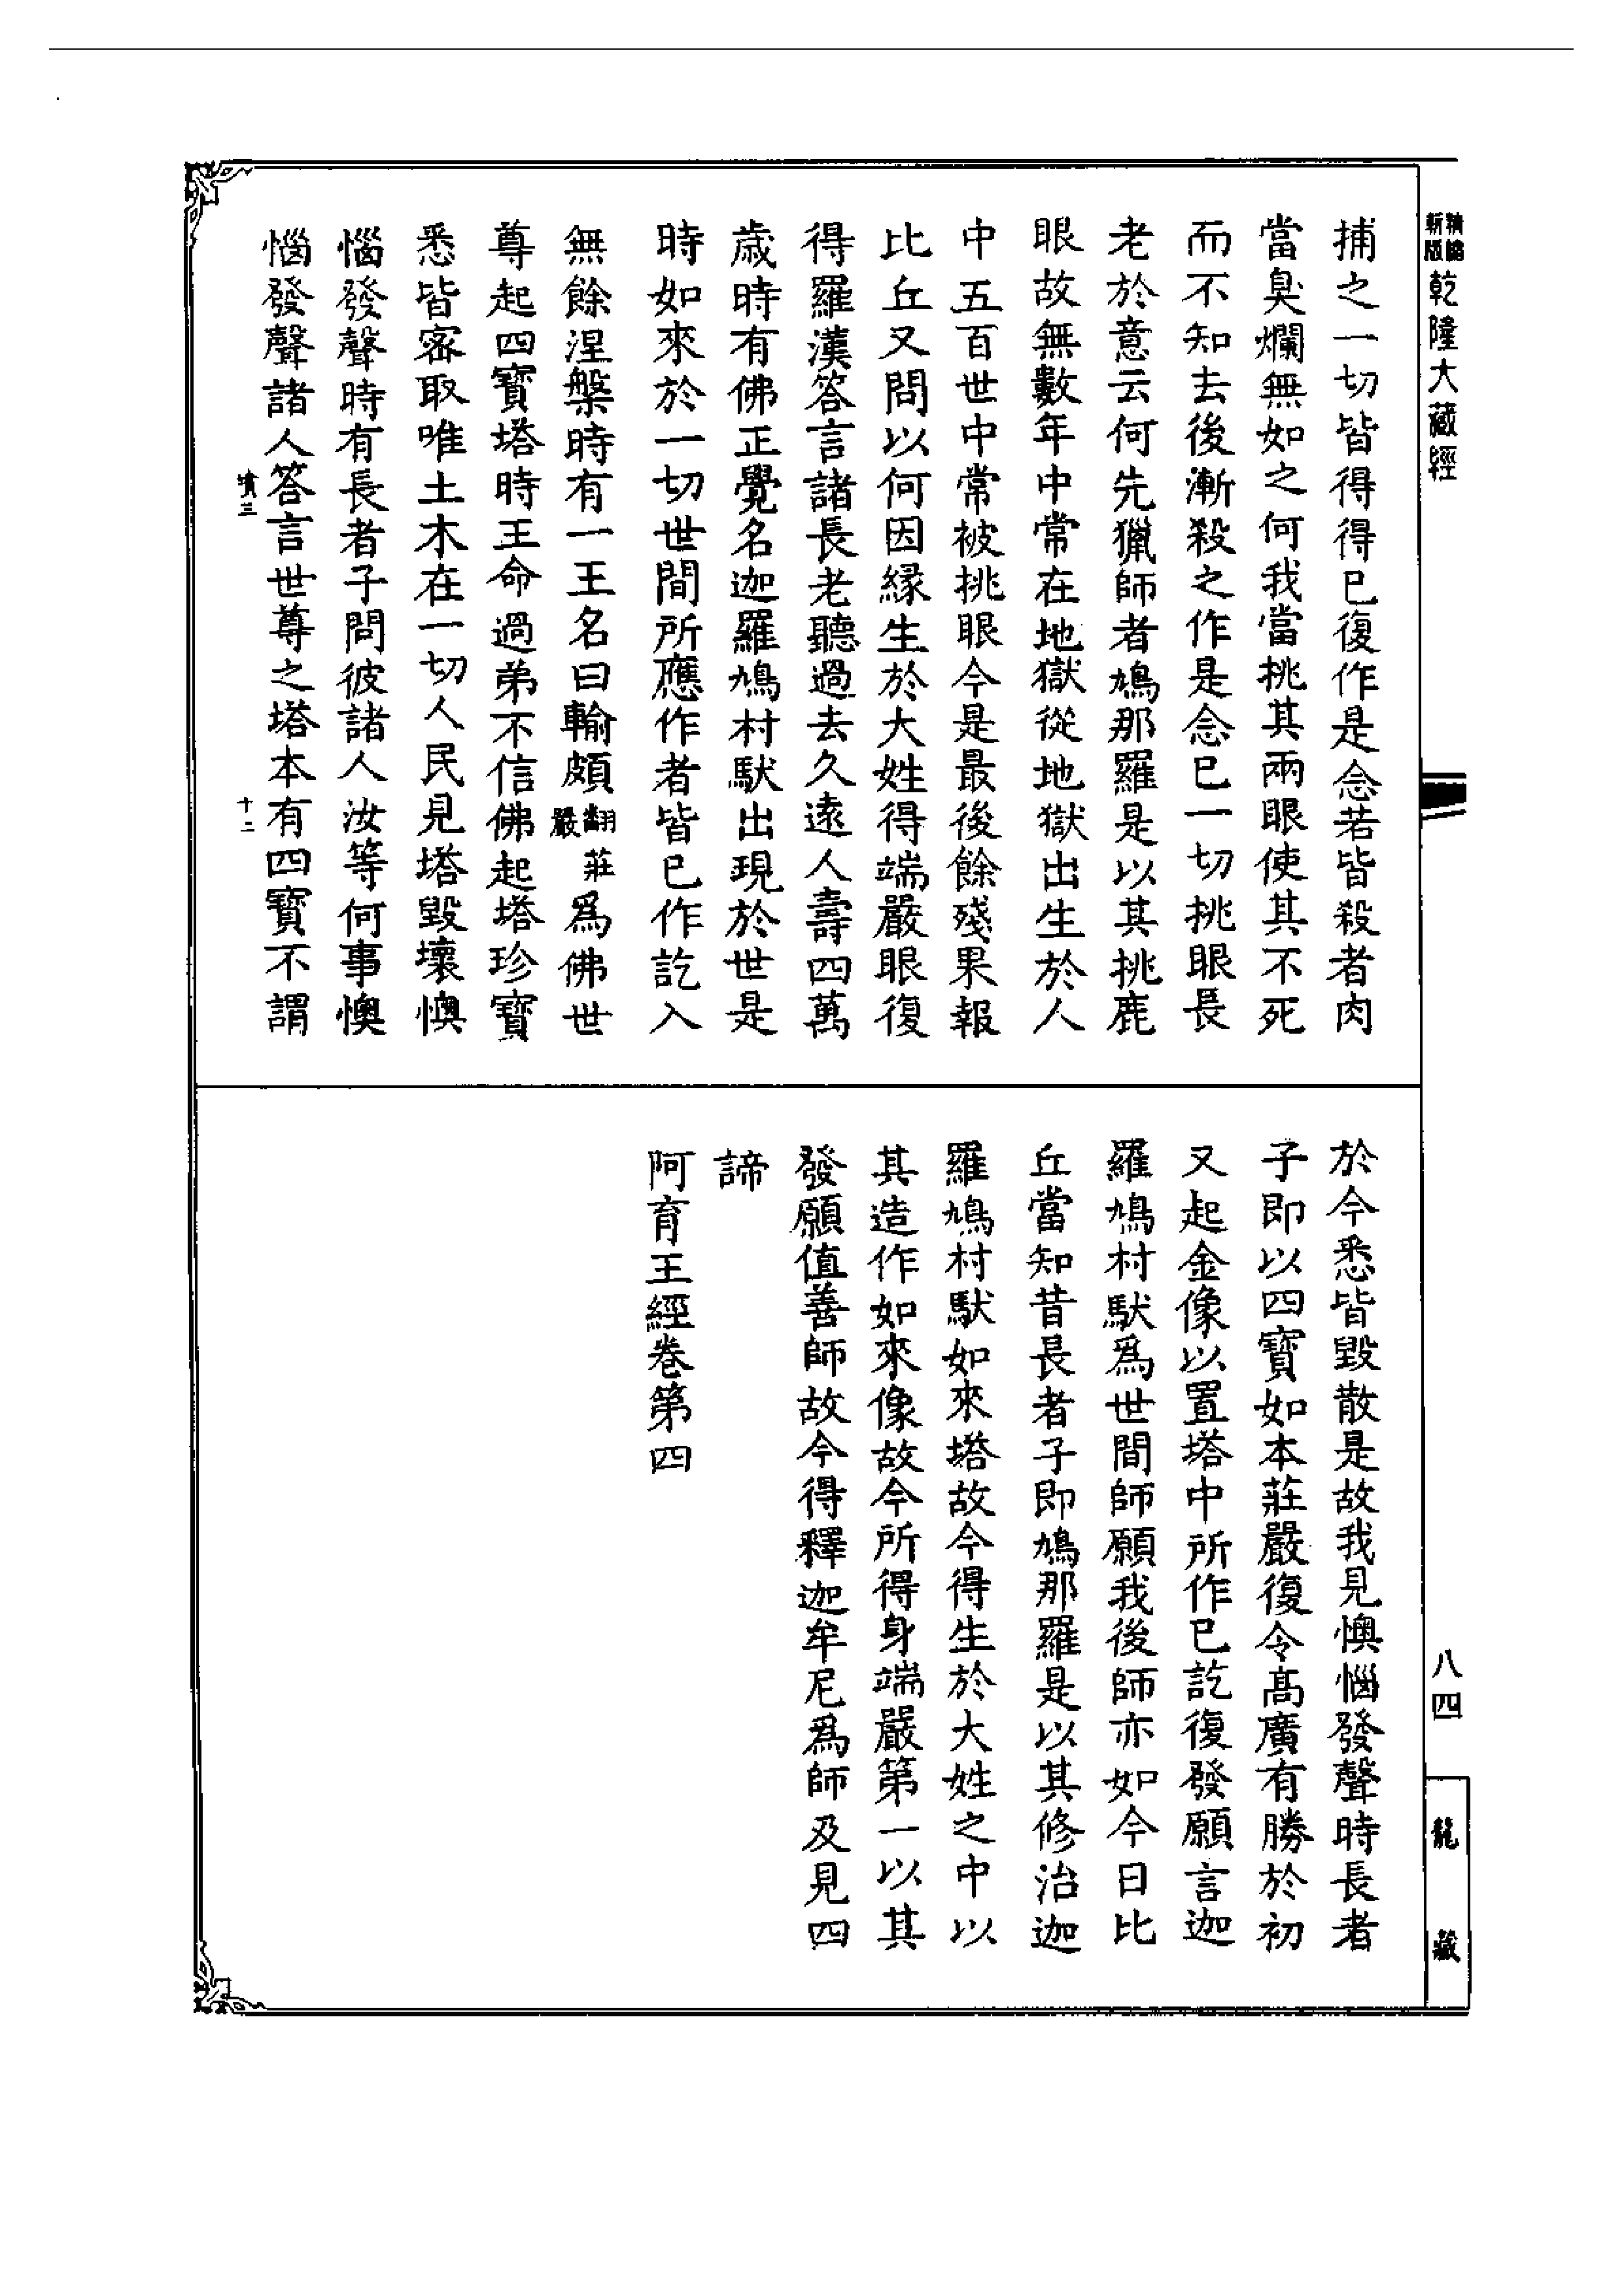 精縮
新版
乾隆大藏經
八四
龍藏
捕之一切皆得得已復作是念若皆殺者肉
當臭爛無如之何我當挑其兩眼使其不死
而不知去後漸殺之作是念已一切挑眼長
老於意云何先獵師者鳩那羅是以其挑鹿
眼故無數年中常在地獄從地獄出生於人
中五百世中常被挑眼今是最後餘殘果報
比丘又問以何因緣生於大姓得端嚴眼復
得羅漢答言諸長老聽過去久遠人壽四萬
歲時有佛正覺名迦羅鳩村馱出現於世是
時如來於一切世間所應作者皆已作訖入
無餘涅槃時有一王名曰輸頗翻莊嚴為佛世
尊起四寶塔時王命過弟不信佛起塔珍寶
悉皆密取唯土木在一切人民見塔毀壞懊
惱發聲時有長者子問彼諸人汝等何事懊
惱發聲諸人答言世尊之塔本有四寶不謂
十二
於今悉皆毀散是故我見懊惱發聲時長者
子即以四寶如本莊嚴復令高廣有勝於初
又起金像以置塔中所作已訖復發願言迦
羅鳩村馱為世間師願我後師亦如今日比
丘當知昔長者子即鳩那羅是以其修治迦
羅鳩村馱如來塔故今得生於大姓之中以
其造作如來像故今所得身端嚴第一以其
發願值善師故今得釋迦牟尼為師及見四
諦
阿育王經卷第四